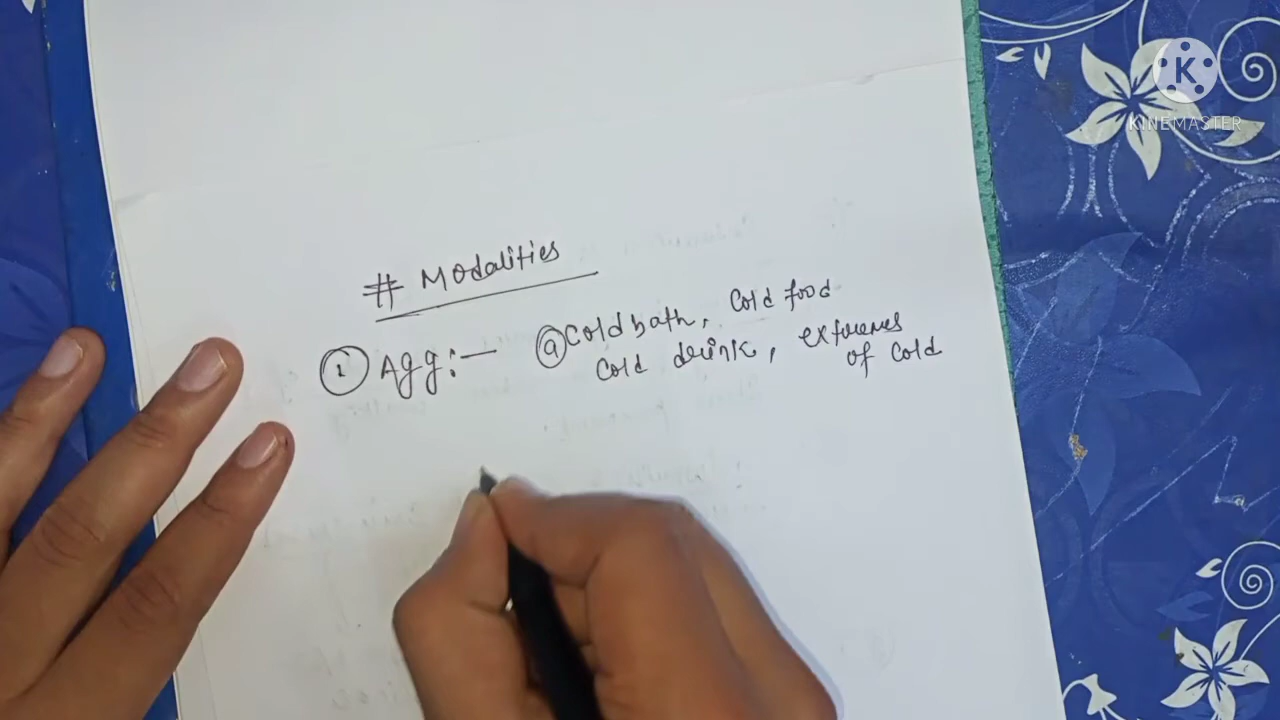 # Modalities
① Agg:— ⓐ Cold bath, Cold food
Cold drink, extremes
of Cold
K
KINEMASTER